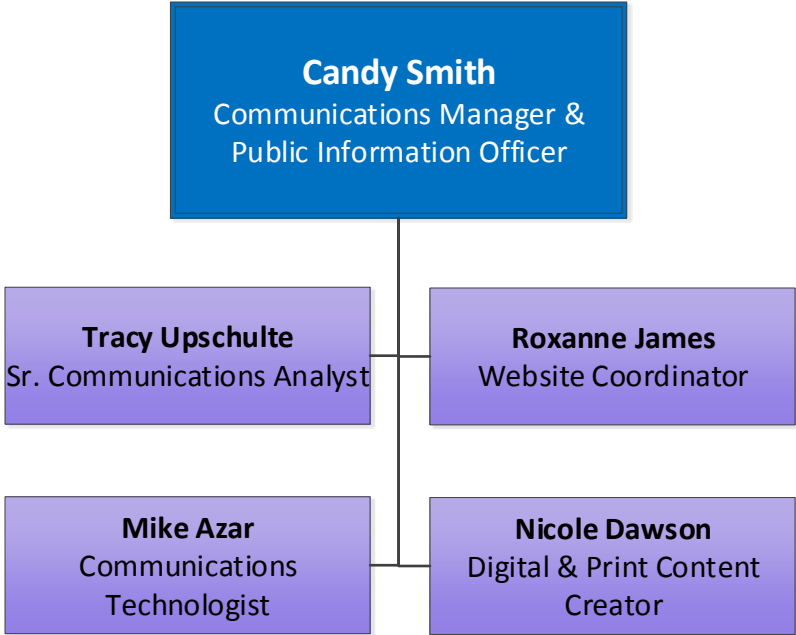 Candy Smith
Communications Manager &
Public Information Officer
Tracy Upschulte
Sr. Communications Analyst
Roxanne James
Website Coordinator
Mike Azar
Communications
Technologist
Nicole Dawson
Digital & Print Content
Creator